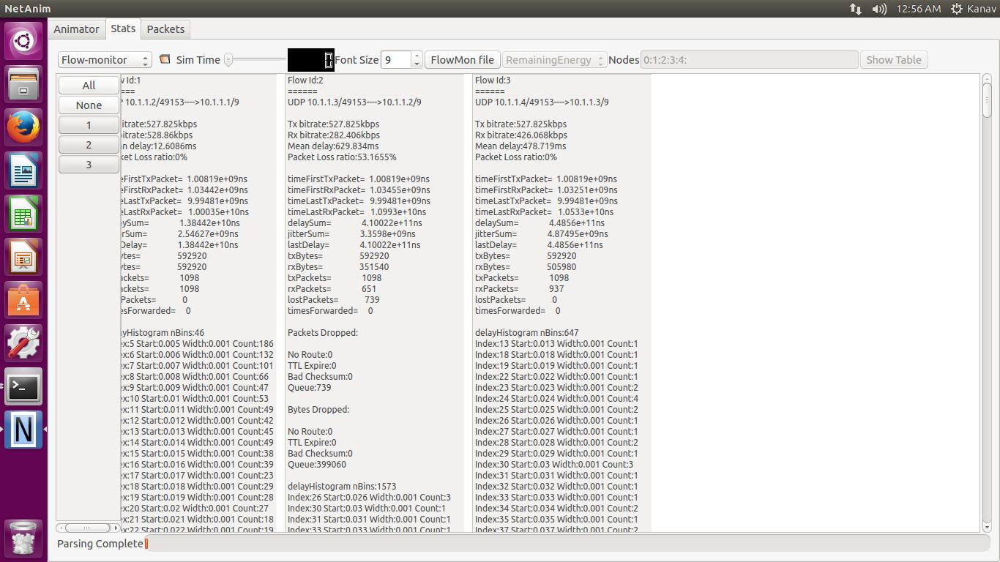 NetAnim
12:56 AM
Kanav
Animator
Stats
Packets
Flow-monitor
Sim Time
Font Size
9
FlowMon file
RemainingEnergy
Nodes
0:1:2:3:4:
Show Table
All
None
1
2
3
w Id:1
====
P 10.1.1.2/49153---->10.1.1.1/9
itrate:527.825kbps
bitrate:528.86kbps
n delay:12.6086ms
ket Loss ratio:0%
eFirstTxPacket= 1.00819e+09ns
eFirstRxPacket= 1.03442e+09ns
eLastTxPacket= 9.99481e+09ns
eLastRxPacket= 1.00035e+10ns
aySum= 1.38442e+10ns
erSum= 2.54627e+09ns
Delay= 1.38442e+10ns
ytes= 592920
ytes= 592920
ackets= 1098
ackets= 1098
Packets= 0
esForwarded= 0
ayHistogram nBins:46
ex:5 Start:0.005 Width:0.001 Count:186
ex:6 Start:0.006 Width:0.001 Count:132
ex:7 Start:0.007 Width:0.001 Count:101
ex:8 Start:0.008 Width:0.001 Count:66
ex:9 Start:0.009 Width:0.001 Count:47
ex:10 Start:0.01 Width:0.001 Count:53
ex:11 Start:0.011 Width:0.001 Count:49
ex:12 Start:0.012 Width:0.001 Count:42
ex:13 Start:0.013 Width:0.001 Count:45
ex:14 Start:0.014 Width:0.001 Count:49
ex:15 Start:0.015 Width:0.001 Count:38
ex:16 Start:0.016 Width:0.001 Count:39
ex:17 Start:0.017 Width:0.001 Count:23
ex:18 Start:0.018 Width:0.001 Count:29
ex:19 Start:0.019 Width:0.001 Count:28
ex:20 Start:0.02 Width:0.001 Count:27
ex:21 Start:0.021 Width:0.001 Count:18
ex:22 Start:0.022 Width:0.001 Count:19
Flow Id:2
======
UDP 10.1.1.3/49153---->10.1.1.2/9
Tx bitrate:527.825kbps
Rx bitrate:282.406kbps
Mean delay:629.834ms
Packet Loss ratio:53.1655%
timeFirstTxPacket= 1.00819e+09ns
timeFirstRxPacket= 1.03455e+09ns
timeLastTxPacket= 9.99481e+09ns
timeLastRxPacket= 1.0993e+10ns
delaySum= 4.10022e+11ns
jitterSum= 3.3598e+09ns
lastDelay= 4.10022e+11ns
txBytes= 592920
rxBytes= 351540
txPackets= 1098
rxPackets= 651
lostPackets= 739
timesForwarded= 0
Packets Dropped:
No Route:0
TTL Expire:0
Bad Checksum:0
Queue:739
Bytes Dropped:
No Route:0
TTL Expire:0
Bad Checksum:0
Queue:399060
delayHistogram nBins:1573
Index:26 Start:0.026 Width:0.001 Count:3
Index:30 Start:0.03 Width:0.001 Count:1
Index:31 Start:0.031 Width:0.001 Count:1
Index:33 Start:0.033 Width:0.001 Count:1
Flow Id:3
======
UDP 10.1.1.4/49153---->10.1.1.3/9
Tx bitrate:527.825kbps
Rx bitrate:426.068kbps
Mean delay:478.719ms
Packet Loss ratio:0%
timeFirstTxPacket= 1.00819e+09ns
timeFirstRxPacket= 1.03251e+09ns
timeLastTxPacket= 9.99481e+09ns
timeLastRxPacket= 1.0533e+10ns
delaySum= 4.4856e+11ns
jitterSum= 4.87495e+09ns
lastDelay= 4.4856e+11ns
txBytes= 592920
rxBytes= 505980
txPackets= 1098
rxPackets= 937
lostPackets= 0
timesForwarded= 0
delayHistogram nBins:647
Index:13 Start:0.013 Width:0.001 Count:1
Index:18 Start:0.018 Width:0.001 Count:1
Index:19 Start:0.019 Width:0.001 Count:1
Index:22 Start:0.022 Width:0.001 Count:1
Index:23 Start:0.023 Width:0.001 Count:2
Index:24 Start:0.024 Width:0.001 Count:4
Index:25 Start:0.025 Width:0.001 Count:2
Index:26 Start:0.026 Width:0.001 Count:1
Index:27 Start:0.027 Width:0.001 Count:1
Index:28 Start:0.028 Width:0.001 Count:2
Index:29 Start:0.029 Width:0.001 Count:1
Index:30 Start:0.03 Width:0.001 Count:3
Index:31 Start:0.031 Width:0.001 Count:1
Index:32 Start:0.032 Width:0.001 Count:1
Index:33 Start:0.033 Width:0.001 Count:1
Index:34 Start:0.034 Width:0.001 Count:2
Index:35 Start:0.035 Width:0.001 Count:1
Index:37 Start:0.037 Width:0.001 Count:2
Parsing Complete